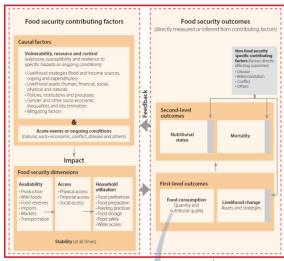 Food security contributing factors
Causal factors
Vulnerability, resource and control
(exposure, susceptibility and resilience to
specific hazards or ongoing conditions)
• Livelihood strategies (food and income sources,
coping and expenditures)
• Livelihood assets (human, financial, social,
physical and natural)
• Policies, institutions and processes
• Gender and other socio-economic
inequalities and discrimination
• Mitigating factors
&
Acute events or ongoing conditions
(natural, socio-economic, conflict, disease and others)
Impact
Food security dimensions
Availability
• Production
• Wild foods
• Food reserves
• Imports
• Markets
• Transportation
Access
• Physical access
• Financial access
• Social access
Household
utilization
• Food preferences
• Food preparation
• Feeding practices
• Food storage
• Food safety
• Water access
Stability (at all times)
Feedback
Food security outcomes
(directly measured or inferred from contributing factors)
Non-food security
specific contributing
factors (directly
affecting outcomes):
• Disease
• Water/sanitation
• Conflict
• Others
Second-level
outcomes
Nutritional
status
Mortality
First-level outcomes
Food consumption
Quantity and
nutritional quality
Livelihood change
Assets and strategies